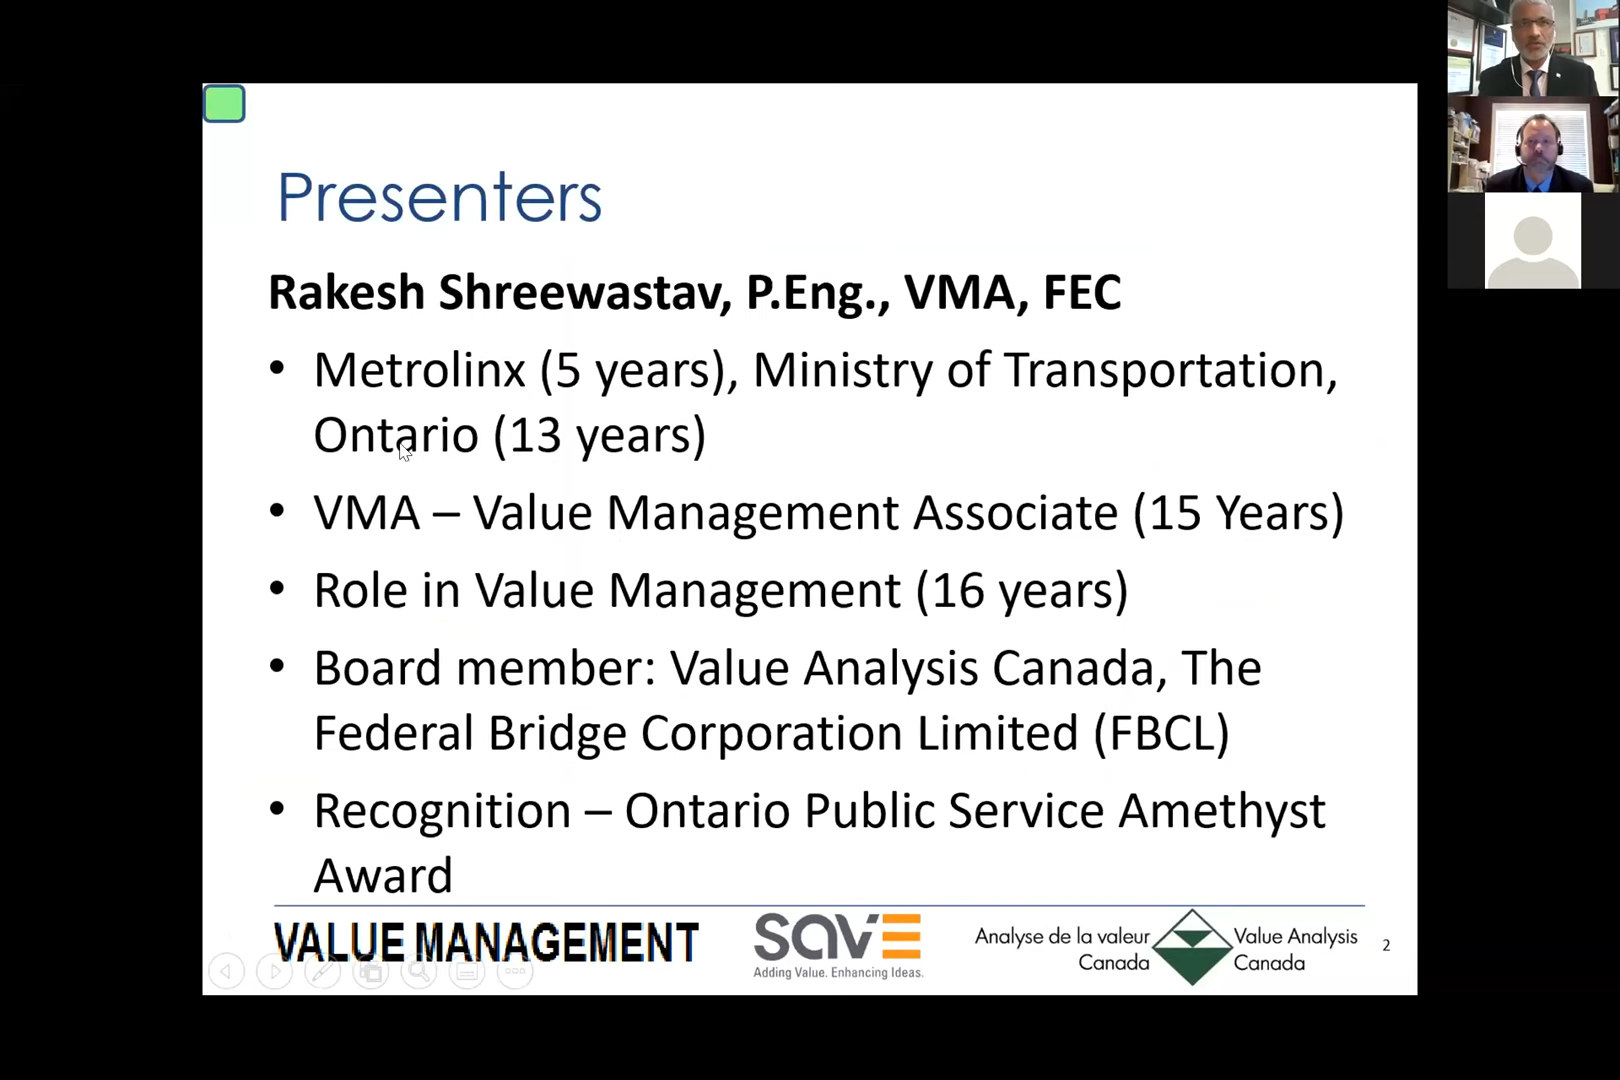 Presenters
Rakesh Shreewastav, P.Eng., VMA, FEC
• Metrolinx (5 years), Ministry of Transportation,
Ontario (13 years)
• VMA – Value Management Associate (15 Years)
• Role in Value Management (16 years)
• Board member: Value Analysis Canada, The
Federal Bridge Corporation Limited (FBCL)
• Recognition – Ontario Public Service Amethyst
Award
VALUE MANAGEMENT
SAVE
Adding Value. Enhancing Ideas.
Analyse de la valeur
Canada
Value Analysis
Canada
2